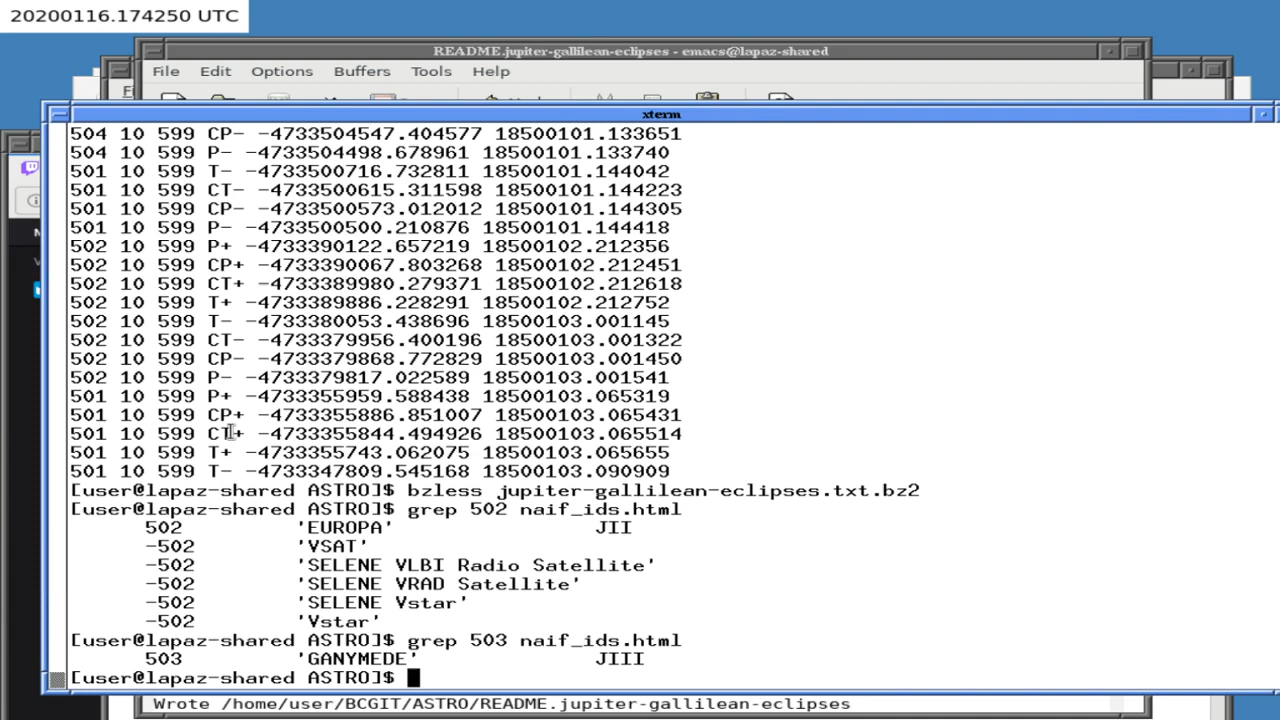 20200116.174250 UTC
README.jupiter-gallilean-eclipses - emacs@lapaz-shared
File Edit Options Buffers Tools Help
xterm
504 10 599 CP- -4733504547.404577 18500101.133651
504 10 599 P- -4733504498.678961 18500101.133740
501 10 599 T- -4733500716.732811 18500101.144042
501 10 599 CT- -4733500615.311598 18500101.144223
501 10 599 CP- -4733500573.012012 18500101.144305
501 10 599 P- -4733500500.210876 18500101.144418
502 10 599 P+ -4733390122.657219 18500102.212356
502 10 599 CP+ -4733390067.803268 18500102.212451
502 10 599 CT+ -4733389980.279371 18500102.212618
502 10 599 T+ -4733389886.228291 18500102.212752
502 10 599 T- -4733380053.438696 18500103.001145
502 10 599 CT- -4733379956.400196 18500103.001322
502 10 599 CP- -4733379868.772829 18500103.001450
502 10 599 P- -4733379817.022589 18500103.001541
501 10 599 P+ -4733355959.588438 18500103.065319
501 10 599 CP+ -4733355886.851007 18500103.065431
501 10 599 CT+ -4733355844.494926 18500103.065514
501 10 599 T+ -4733355743.062075 18500103.065655
501 10 599 T- -4733347809.545168 18500103.090909
[user@lapaz-shared ASTRO]$ bzless jupiter-gallilean-eclipses.txt.bz2
[user@lapaz-shared ASTRO]$ grep 502 naif_ids.html
502 'EUROPA' JII
-502 'VSAT'
-502 'SELENE VLBI Radio Satellite'
-502 'SELENE VRAD Satellite'
-502 'SELENE Vstar'
-502 'Vstar'
[user@lapaz-shared ASTRO]$ grep 503 naif_ids.html
503 'GANYMEDE' JIII
[user@lapaz-shared ASTRO]$
Wrote /home/user/BCGIT/ASTRO/README.jupiter-gallilean-eclipses